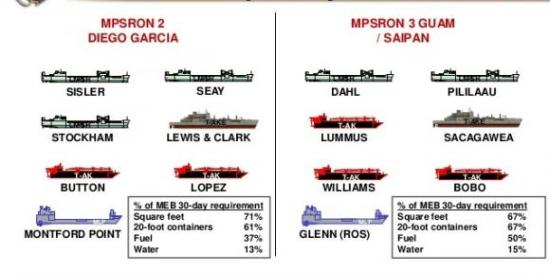 MPSRON 2
DIEGO GARCIA
SISLER
SEAY
STOCKHAM
LEWIS & CLARK
T-AK
BUTTON
T-AK
LOPEZ
MONTFORD POINT
% of MEB 30-day requirement
Square feet 71%
20-foot containers 61%
Fuel 37%
Water 13%
MPSRON 3 GUAM
/ SAIPAN
DAHL
PILILAAU
T-AK
LUMMUS
SACAGAWEA
T-AK
WILLIAMS
T-AK
BOBO
GLENN (ROS)
% of MEB 30-day requirement
Square feet 67%
20-foot containers 67%
Fuel 50%
Water 15%